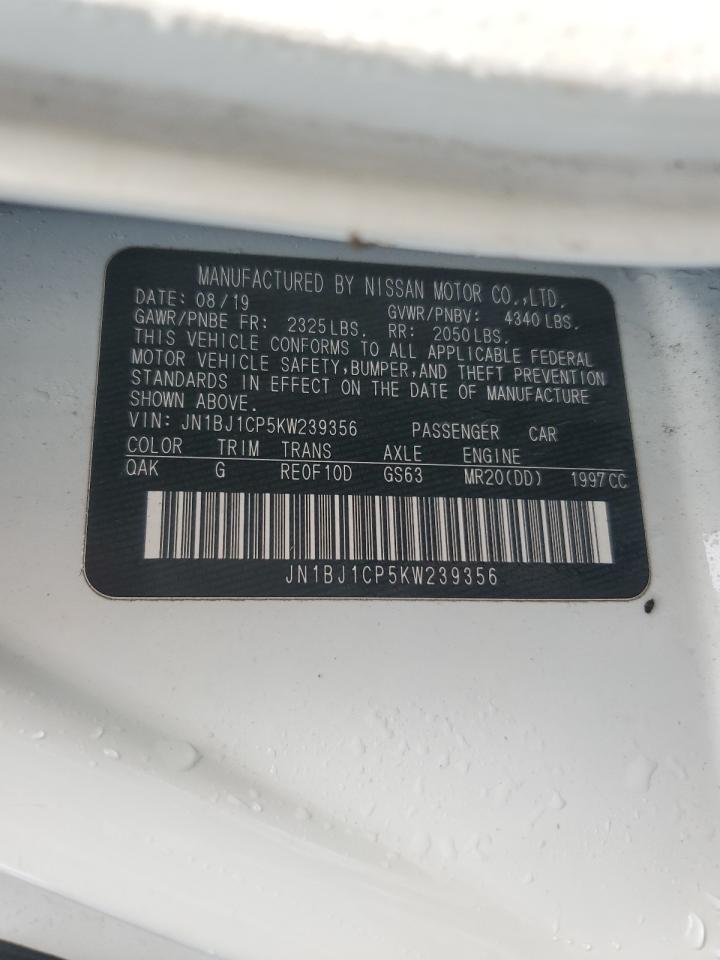 MANUFACTURED BY NISSAN MOTOR CO.,LTD.
DATE: 08/19 GVWR/PNBV: 4340 LBS.
GAWR/PNBE FR: 2325 LBS. RR: 2050 LBS.
THIS VEHICLE CONFORMS TO ALL APPLICABLE FEDERAL
MOTOR VEHICLE SAFETY, BUMPER, AND THEFT PREVENTION
STANDARDS IN EFFECT ON THE DATE OF MANUFACTURE
SHOWN ABOVE.
VIN: JN1BJ1CP5KW239356 PASSENGER CAR
COLOR TRIM TRANS AXLE ENGINE
QAK G RE0F10D GS63 MR20(DD) 1997CC
JN1BJ1CP5KW239356